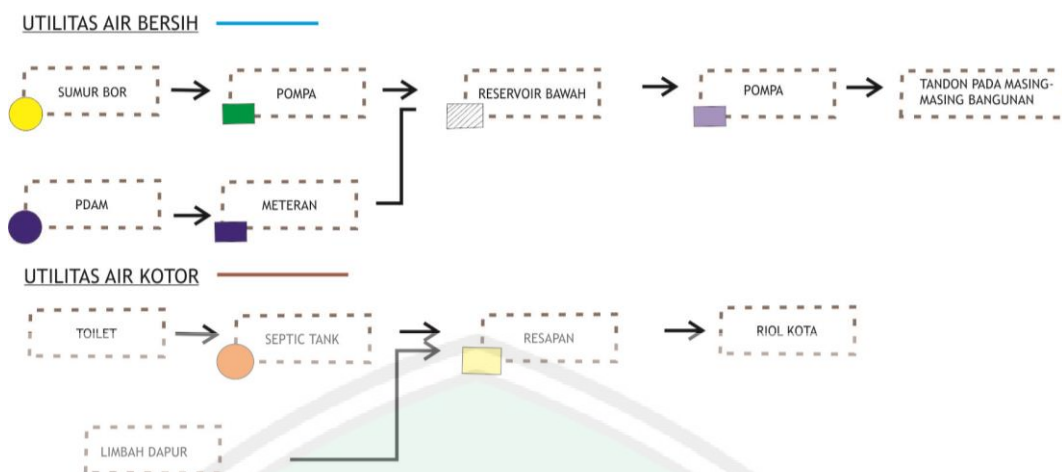 UTILITAS AIR BERSIH
SUMUR BOR
POMPA
RESERVOIR BAWAH
POMPA
TANDON PADA MASING-
MASING BANGUNAN
PDAM
METERAN
UTILITAS AIR KOTOR
TOILET
SEPTIC TANK
RESAPAN
RIOL KOTA
LIMBAH DAPUR